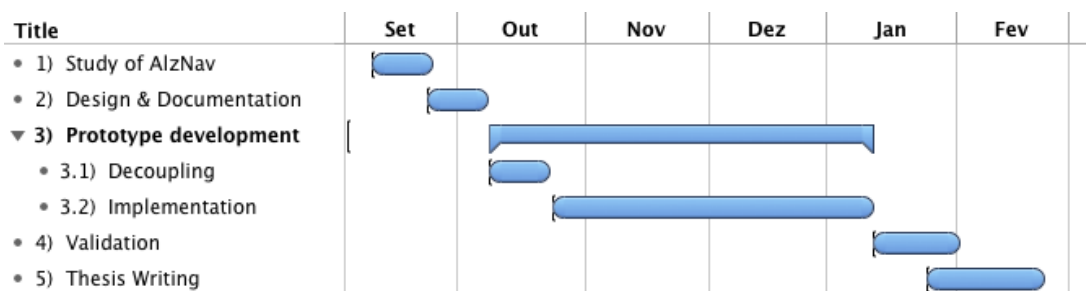 Title Set Out Nov Dez Jan Fev
1) Study of AlzNav
2) Design & Documentation
3) Prototype development
3.1) Decoupling
3.2) Implementation
4) Validation
5) Thesis Writing